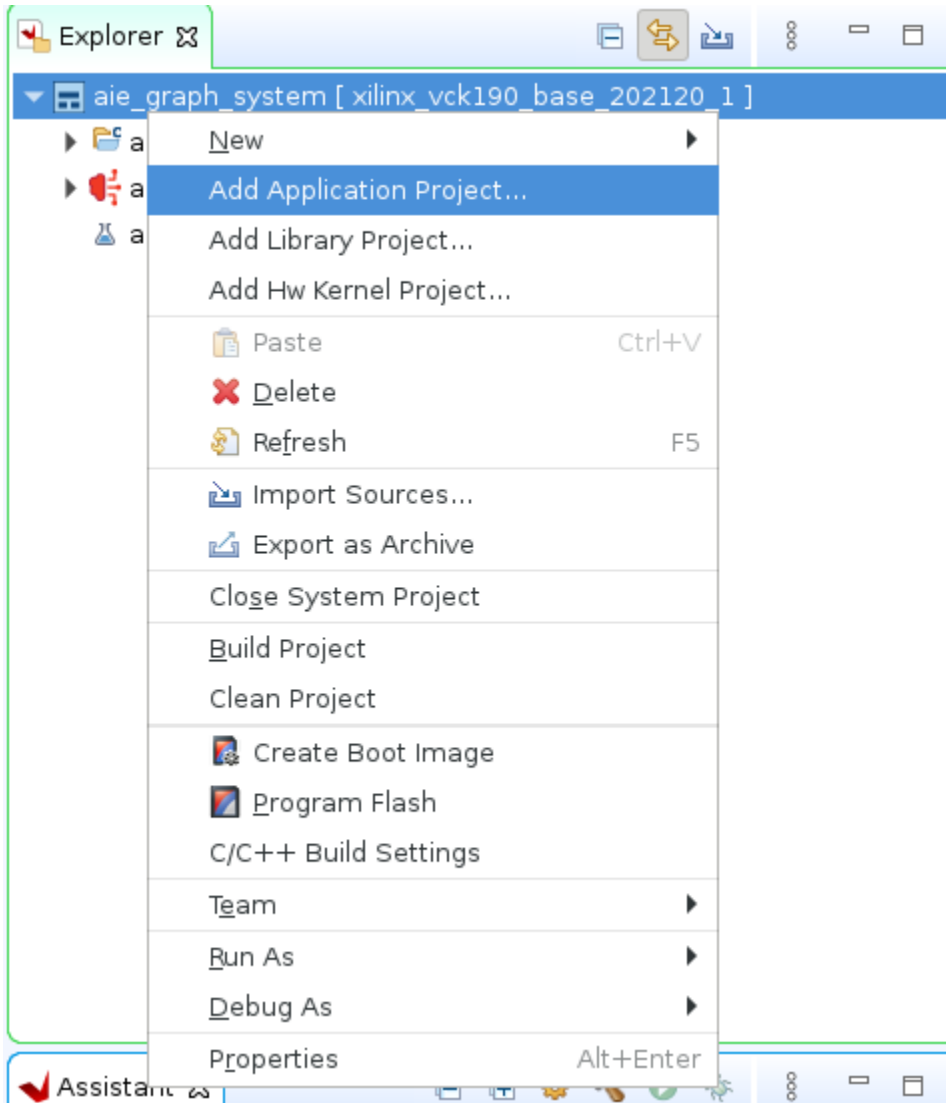 Explorer
aie_graph_system [ xilinx_vck190_base_202120_1 ]
a
New
a
Add Application Project...
a
Add Library Project...
Add Hw Kernel Project...
Paste Ctrl+V
Delete
Refresh F5
Import Sources...
Export as Archive
Close System Project
Build Project
Clean Project
Create Boot Image
Program Flash
C/C++ Build Settings
Team
Run As
Debug As
Properties Alt+Enter
Assistant